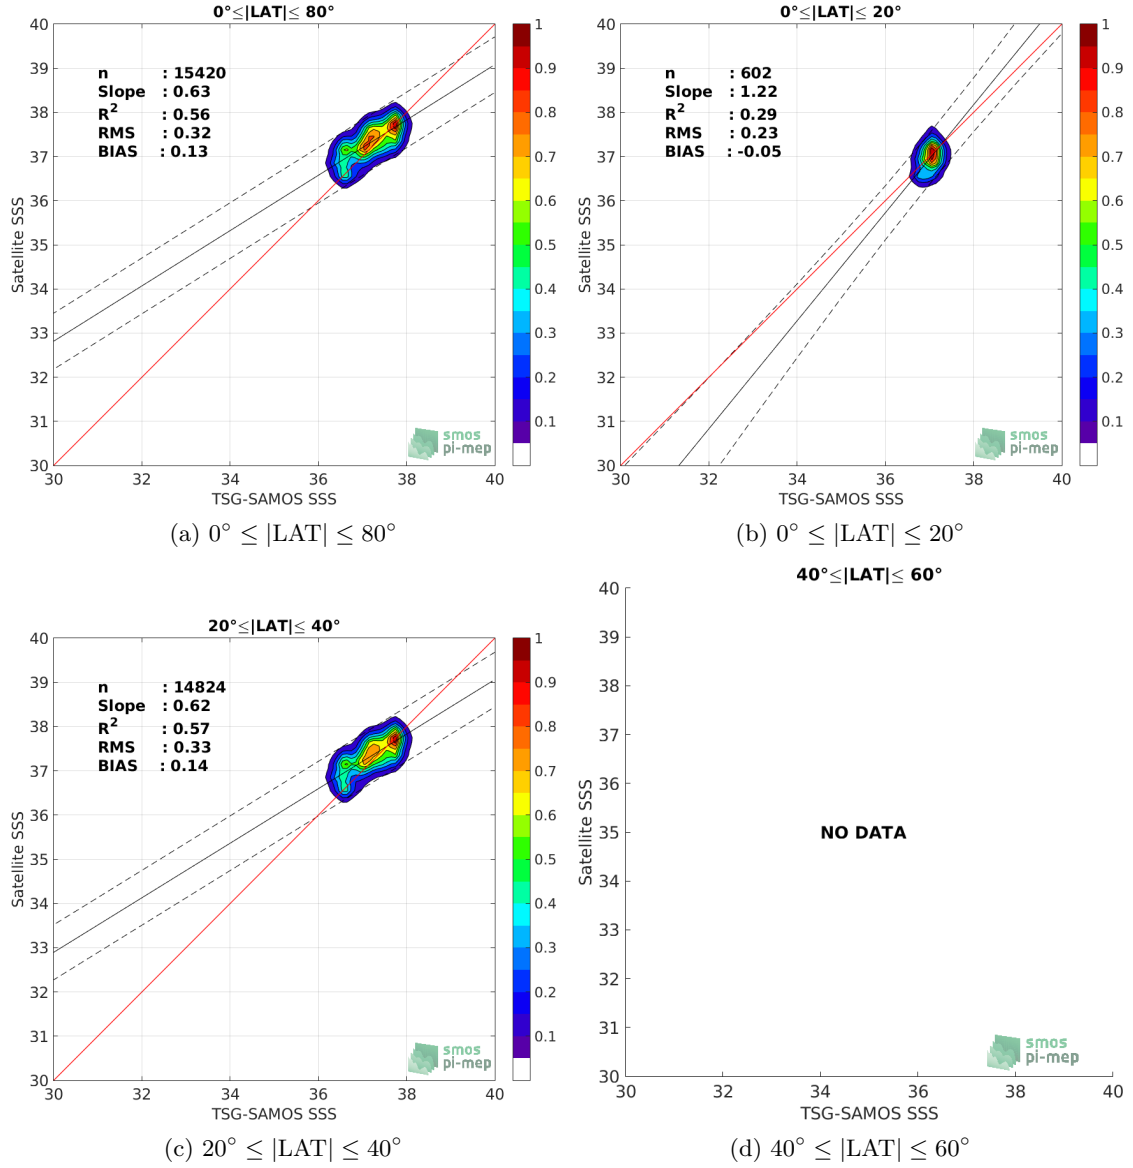 0°≤|LAT|≤ 80°
40
39
38
37
36
35
34
33
32
31
30
Satellite SSS
n : 15420
Slope : 0.63
R² : 0.56
RMS : 0.32
BIAS : 0.13
smos
pi-mep
30 32 34 36 38 40
TSG-SAMOS SSS
1
0.9
0.8
0.7
0.6
0.5
0.4
0.3
0.2
0.1
(a) 0° ≤ |LAT| ≤ 80°
0°≤|LAT|≤ 20°
40
39
38
37
36
35
34
33
32
31
30
Satellite SSS
n : 602
Slope : 1.22
R² : 0.29
RMS : 0.23
BIAS : -0.05
smos
pi-mep
30 32 34 36 38 40
TSG-SAMOS SSS
1
0.9
0.8
0.7
0.6
0.5
0.4
0.3
0.2
0.1
(b) 0° ≤ |LAT| ≤ 20°
20°≤|LAT|≤ 40°
40
39
38
37
36
35
34
33
32
31
30
Satellite SSS
n : 14824
Slope : 0.62
R² : 0.57
RMS : 0.33
BIAS : 0.14
smos
pi-mep
30 32 34 36 38 40
TSG-SAMOS SSS
1
0.9
0.8
0.7
0.6
0.5
0.4
0.3
0.2
0.1
(c) 20° ≤ |LAT| ≤ 40°
40°≤|LAT|≤ 60°
40
39
38
37
36
35
34
33
32
31
30
Satellite SSS
NO DATA
smos
pi-mep
30 32 34 36 38 40
TSG-SAMOS SSS
(d) 40° ≤ |LAT| ≤ 60°